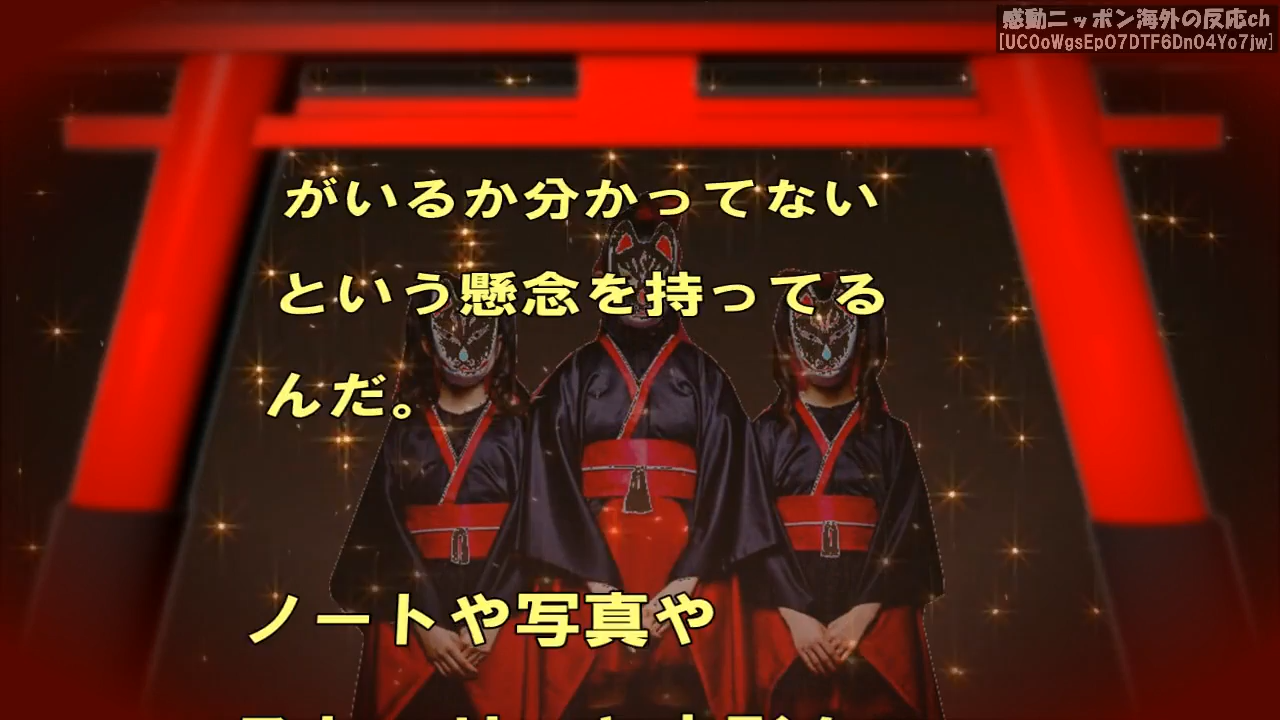 感動ニッポン海外の反応ch
[UCOoWgsEpO7DTF6DnO4Yo7jw]
がいるか分かってない
という懸念を持ってる
んだ。
ノートや写真や